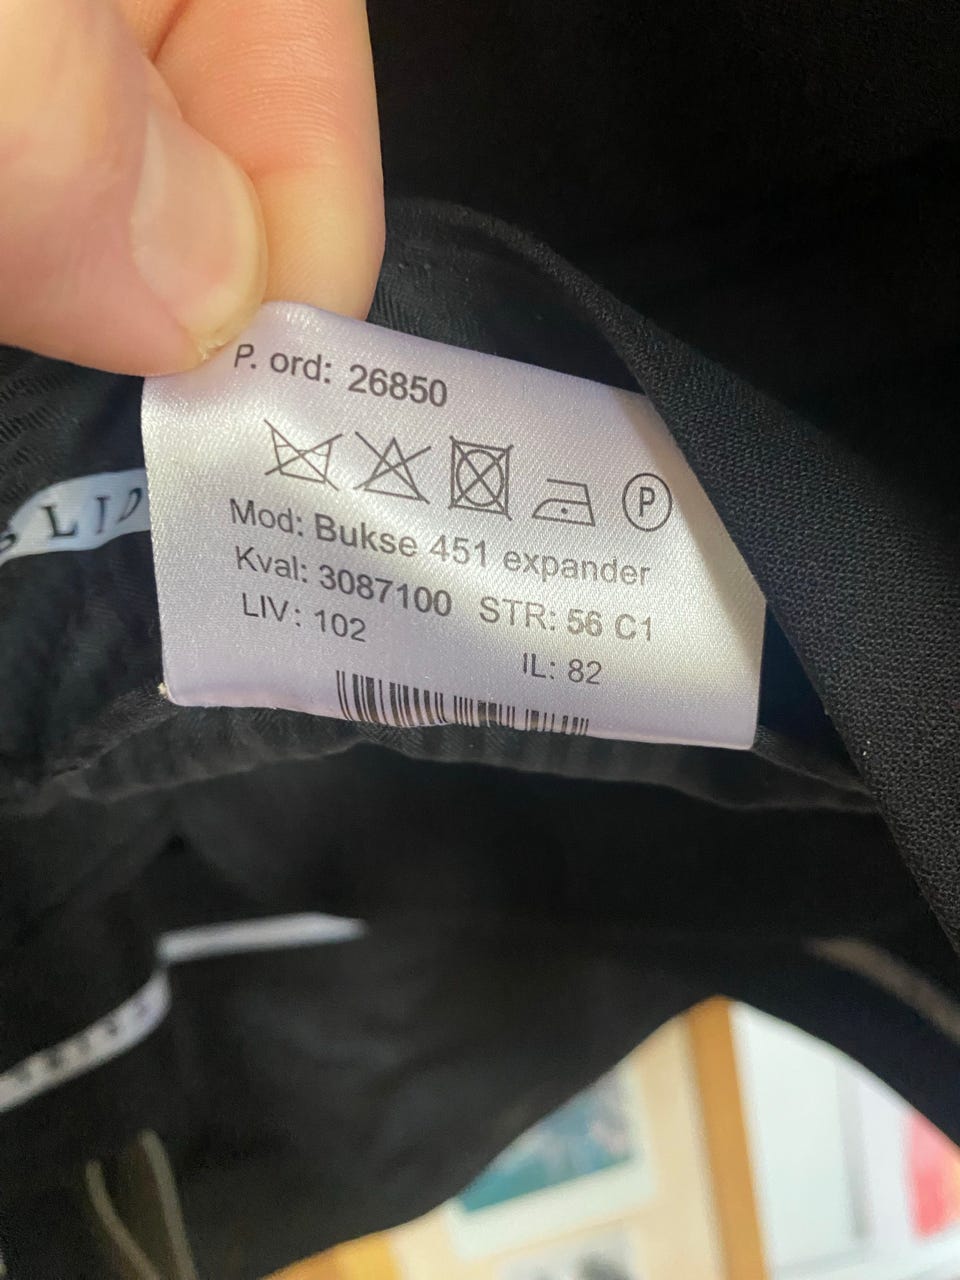 P. ord: 26850
P
Mod: Bukse 451 expander
Kval: 3087100 STR: 56 C1
LIV: 102
IL: 82